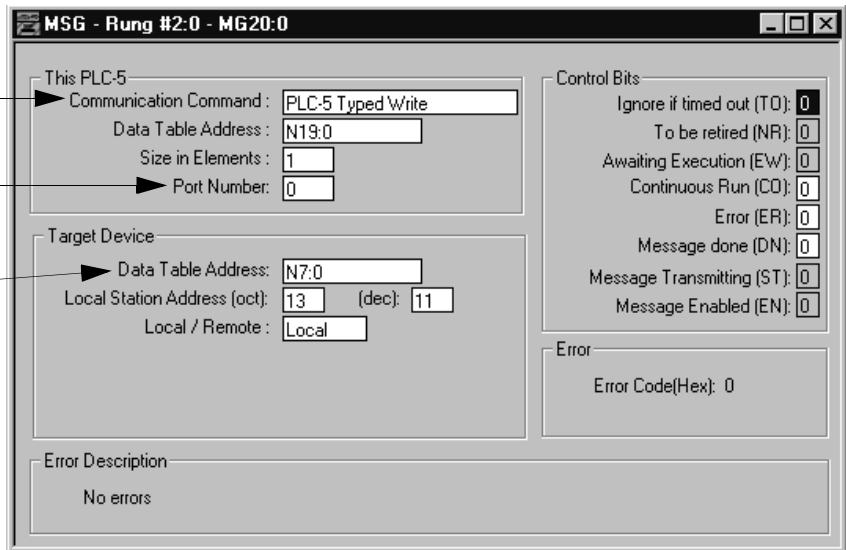 MSG - Rung #2:0 - MG20:0
This PLC-5
Communication Command : PLC-5 Typed Write
Data Table Address : N19:0
Size in Elements : 1
Port Number: 0
Target Device
Data Table Address: N7:0
Local Station Address (oct): 13 (dec): 11
Local / Remote : Local
Control Bits
Ignore if timed out (TO): 0
To be retired (NR): 0
Awaiting Execution (EW): 0
Continuous Run (CO): 0
Error (ER): 0
Message done (DN): 0
Message Transmitting (ST): 0
Message Enabled (EN): 0
Error
Error Code(Hex): 0
Error Description
No errors